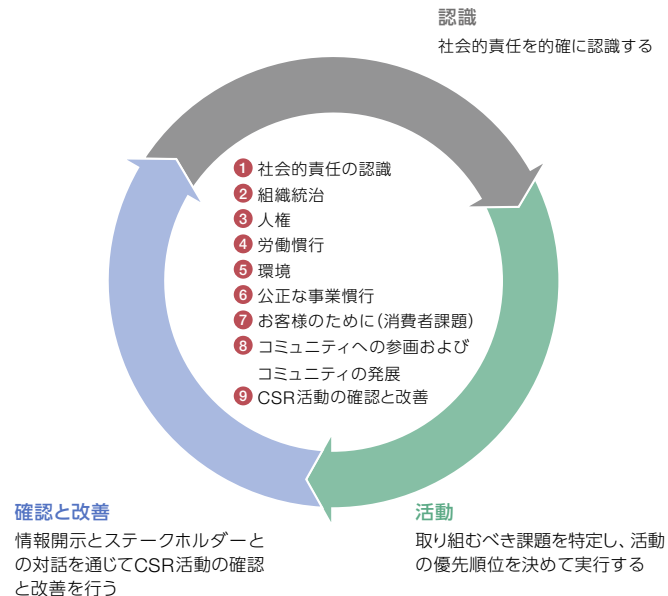 認識
社会的責任を的確に認識する
1 社会的責任の認識
2 組織統治
3 人権
4 労働慣行
5 環境
6 公正な事業慣行
7 お客様のために(消費者課題)
8 コミュニティへの参画および
コミュニティの発展
9 CSR活動の確認と改善
確認と改善
情報開示とステークホルダーと
の対話を通じてCSR活動の確認
と改善を行う
活動
取り組むべき課題を特定し、活動
の優先順位を決めて実行する